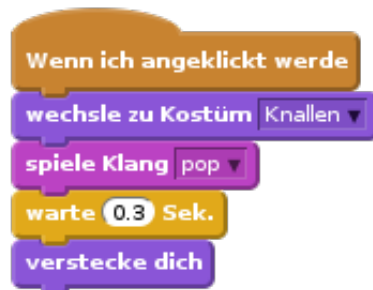 Wenn ich angeklickt werde
wechsle zu Kostüm Knallen
spiele Klang pop
warte 0.3 Sek.
verstecke dich